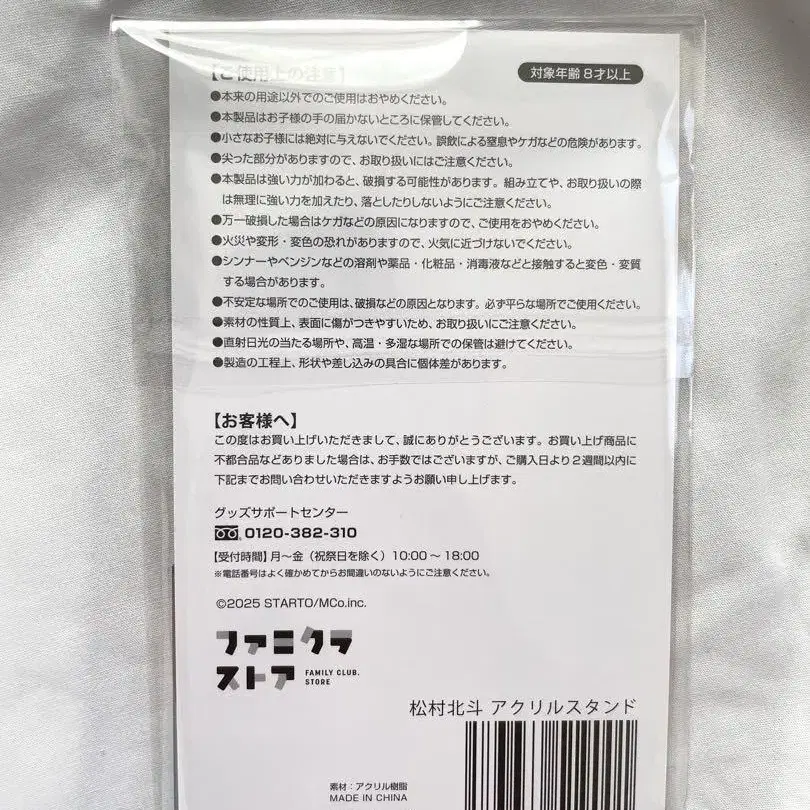 【ご使用上の注意】
対象年齢8才以上
●本来の用途以外でのご使用はおやめください。
●本製品はお子様の手の届かないところに保管してください。
●小さなお子様には絶対に与えないでください。誤飲による窒息やケガなどの危険があります。
●尖った部分がありますので、お取り扱いにはご注意ください。
●本製品は強い力が加わると、破損する可能性があります。組み立てや、お取り扱いの際
は無理に強い力を加えたり、落としたりしないようにご注意ください。
●万一破損した場合はケガなどの原因になりますので、ご使用をおやめください。
●火災や変形・変色の恐れがありますので、火気に近づけないでください。
●シンナーやベンジンなどの溶剤や薬品・化粧品・消毒液などと接触すると変色・変質
する場合があります。
●不安定な場所でのご使用は、破損などの原因となります。必ず平らな場所でご使用ください。
●素材の性質上、表面に傷がつきやすいため、お取り扱いにご注意ください。
●直射日光の当たる場所や、高温・多湿な場所での保管は避けてください。
●製造の工程上、形状や差し込みの具合に個体差があります。
【お客様へ】
この度はお買い上げいただきまして、誠にありがとうございます。お買い上げ商品に
不都合品などありました場合は、お手数ではございますが、ご購入日より2週間以内に
下記までお問い合わせいただきますようお願い申し上げます。
グッズサポートセンター
0120-382-310
【受付時間】月〜金（祝祭日を除く）10:00〜18:00
※電話番号はよく確かめてからお間違いのないようにご注意ください。
©2025 STARTO/MCo.inc.
ファミクラ
ストア FAMILY CLUB.
STORE
松村北斗 アクリルスタンド
素材：アクリル樹脂
MADE IN CHINA